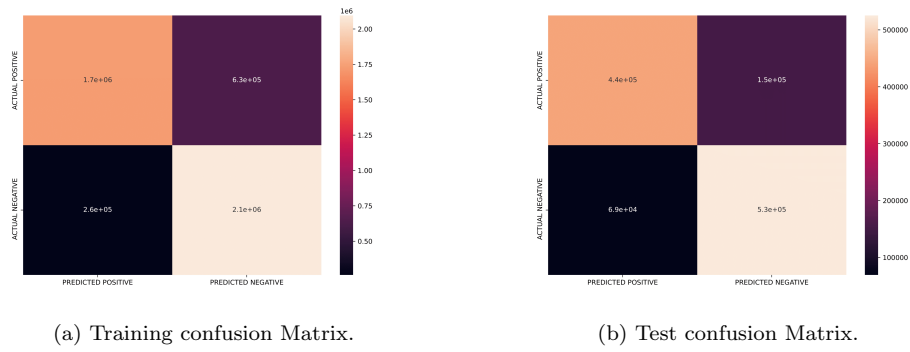 1e6
ACTUAL POSITIVE
1.7e+06
6.3e+05
2.00
1.75
1.50
1.25
1.00
0.75
0.50
ACTUAL NEGATIVE
2.6e+05
2.1e+06
PREDICTED POSITIVE
PREDICTED NEGATIVE
(a) Training confusion Matrix.
ACTUAL POSITIVE
4.4e+05
1.5e+05
500000
400000
300000
200000
100000
ACTUAL NEGATIVE
6.9e+04
5.3e+05
PREDICTED POSITIVE
PREDICTED NEGATIVE
(b) Test confusion Matrix.